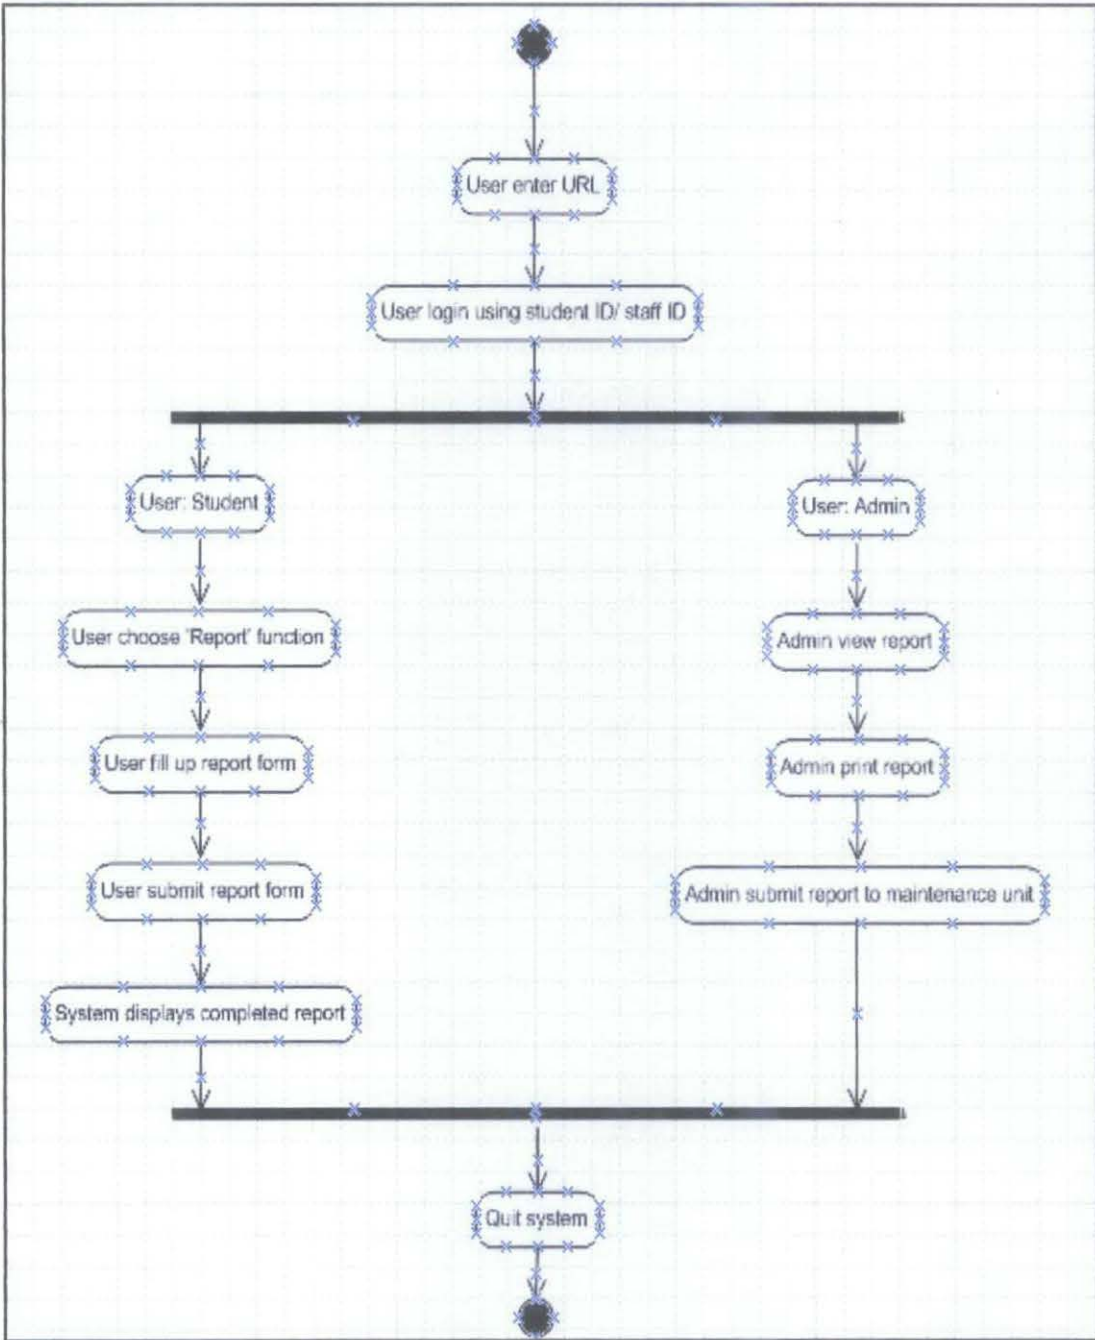 User enter URL
User login using student ID/ staff ID
User: Student
User choose 'Report' function
User fill up report form
User submit report form
System displays completed report
User: Admin
Admin view report
Admin print report
Admin submit report to maintenance unit
Quit system